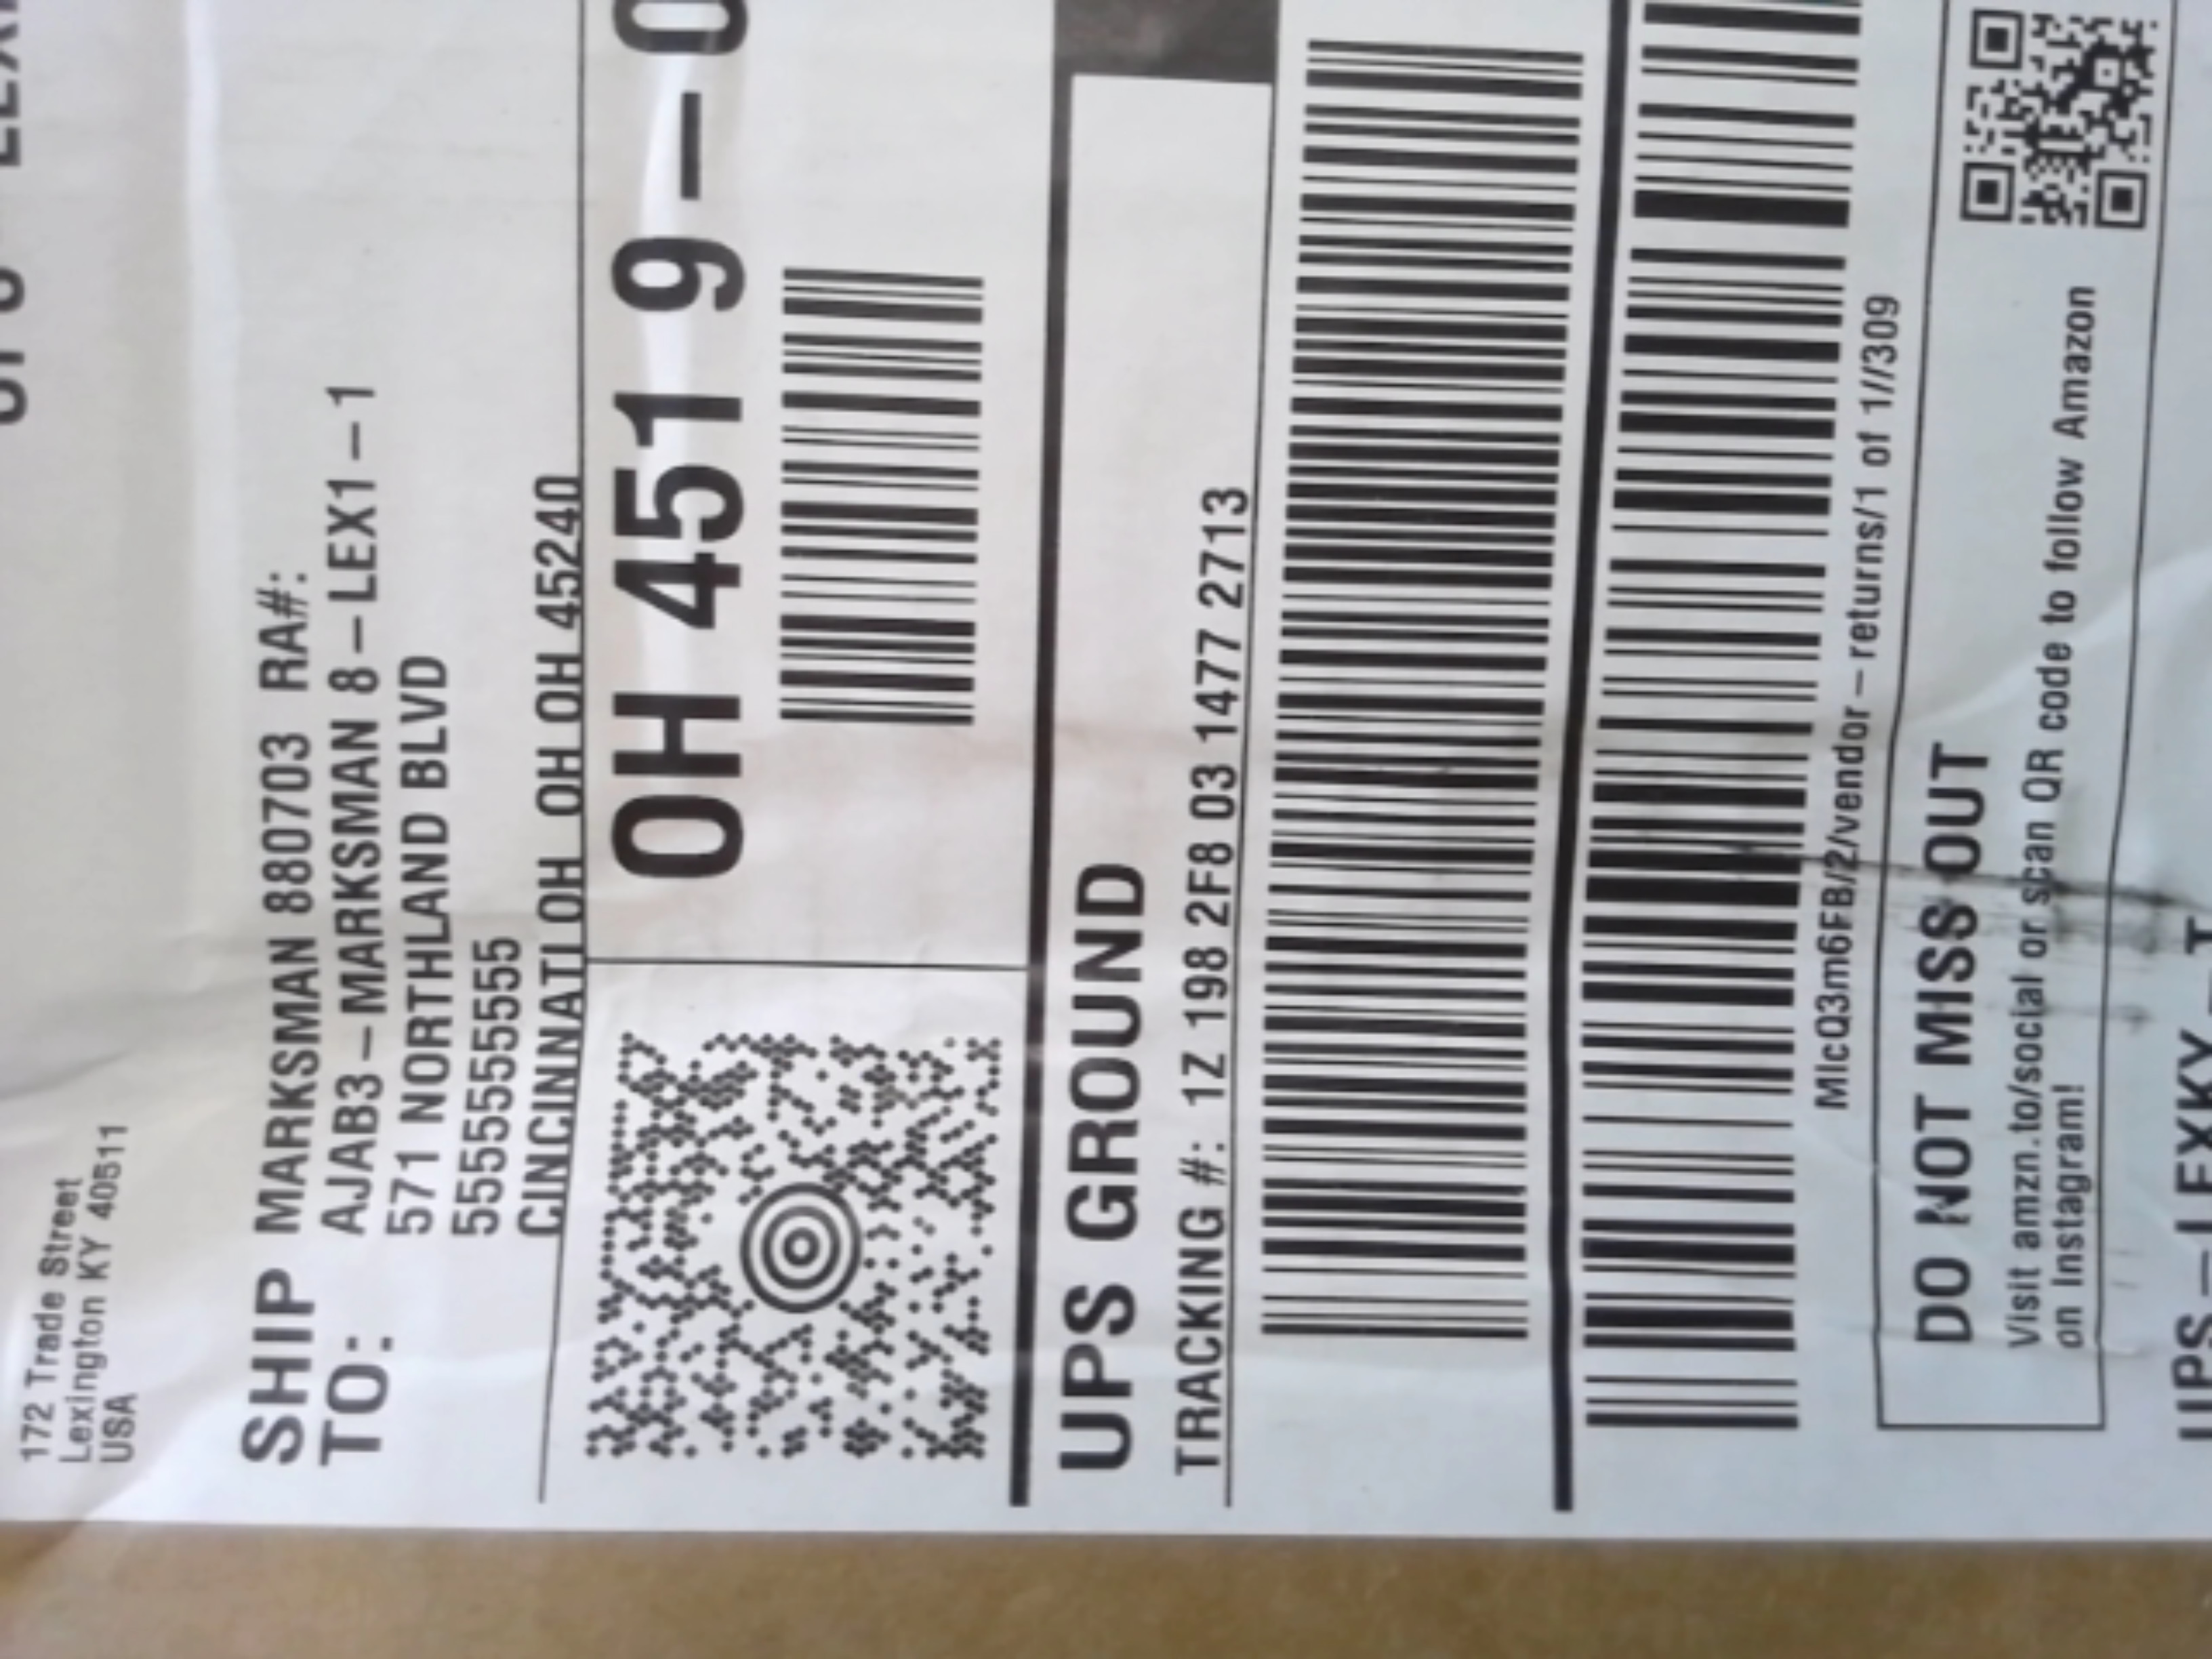 172 Trade Street
Lexington KY 40511
USA
SHIP TO:
MARKSMAN 880703 RA#:
AJAB3-MARKSMAN 8-LEX1-1
571 NORTHLAND BLVD
5555555555
CINCINNATI OH OH OH 45240
OH 451 9-0
UPS GROUND
TRACKING #: 1Z 198 2F8 03 1477 2713
MlcQ3m6FB/2/vendor-returns/1 of 1//309
DO NOT MISS OUT
Visit amzn.to/social or scan QR code to follow Amazon
on Instagram!
UPS-LEXKY-T